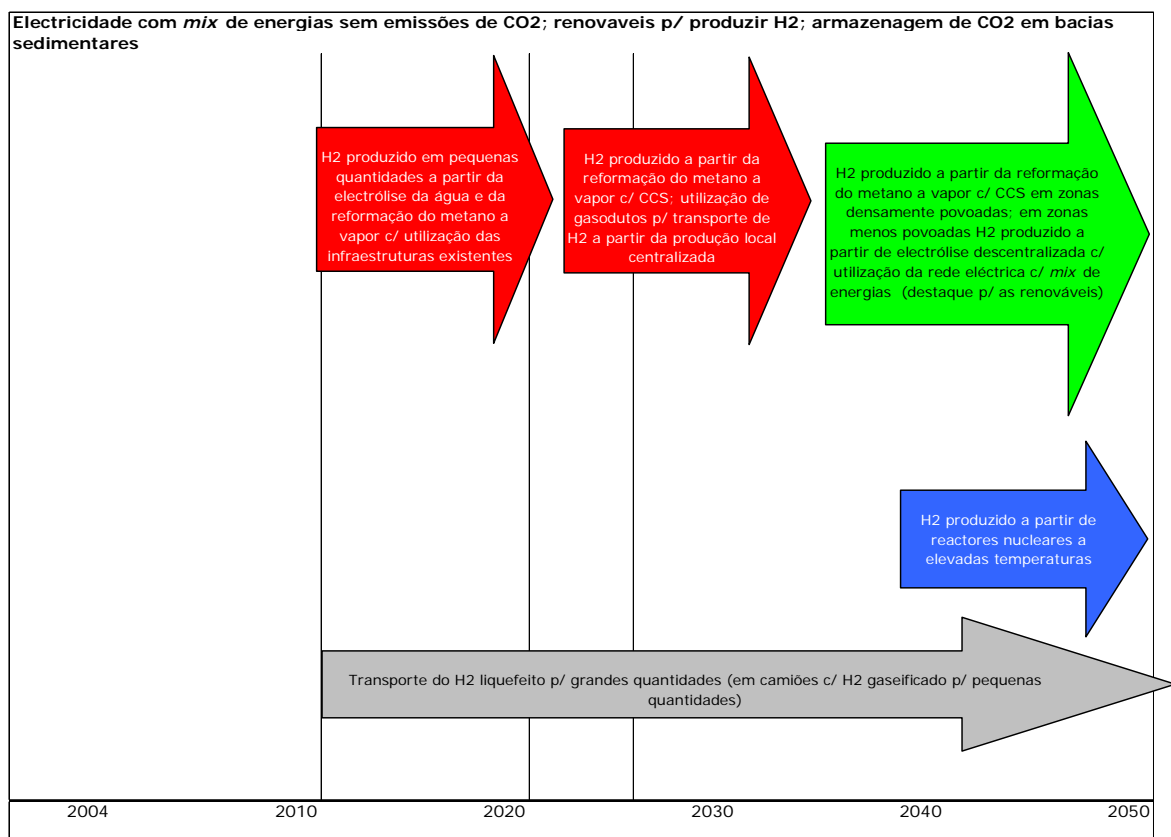 Electricidade com mix de energias sem emissões de CO2; renovaveis p/ produzir H2; armazenagem de CO2 em bacias
sedimentares
H2 produzido em pequenas
quantidades a partir da
electrólise da água e da
reformação do metano a
vapor c/ utilização das
infraestruturas existentes
H2 produzido a partir da
reformação do metano a
vapor c/ CCS; utilização de
gasodutos p/ transporte de
H2 a partir da produção local
centralizada
H2 produzido a partir da reformação
do metano a vapor c/ CCS em zonas
densamente povoadas; em zonas
menos povoadas H2 produzido a
partir de electrólise descentralizada c/
utilização da rede eléctrica c/ mix de
energias (destaque p/ as renováveis)
H2 produzido a partir de
reactores nucleares a
elevadas temperaturas
Transporte do H2 liquefeito p/ grandes quantidades (em camiões c/ H2 gaseificado p/ pequenas
quantidades)
2004 2010 2020 2030 2040 2050